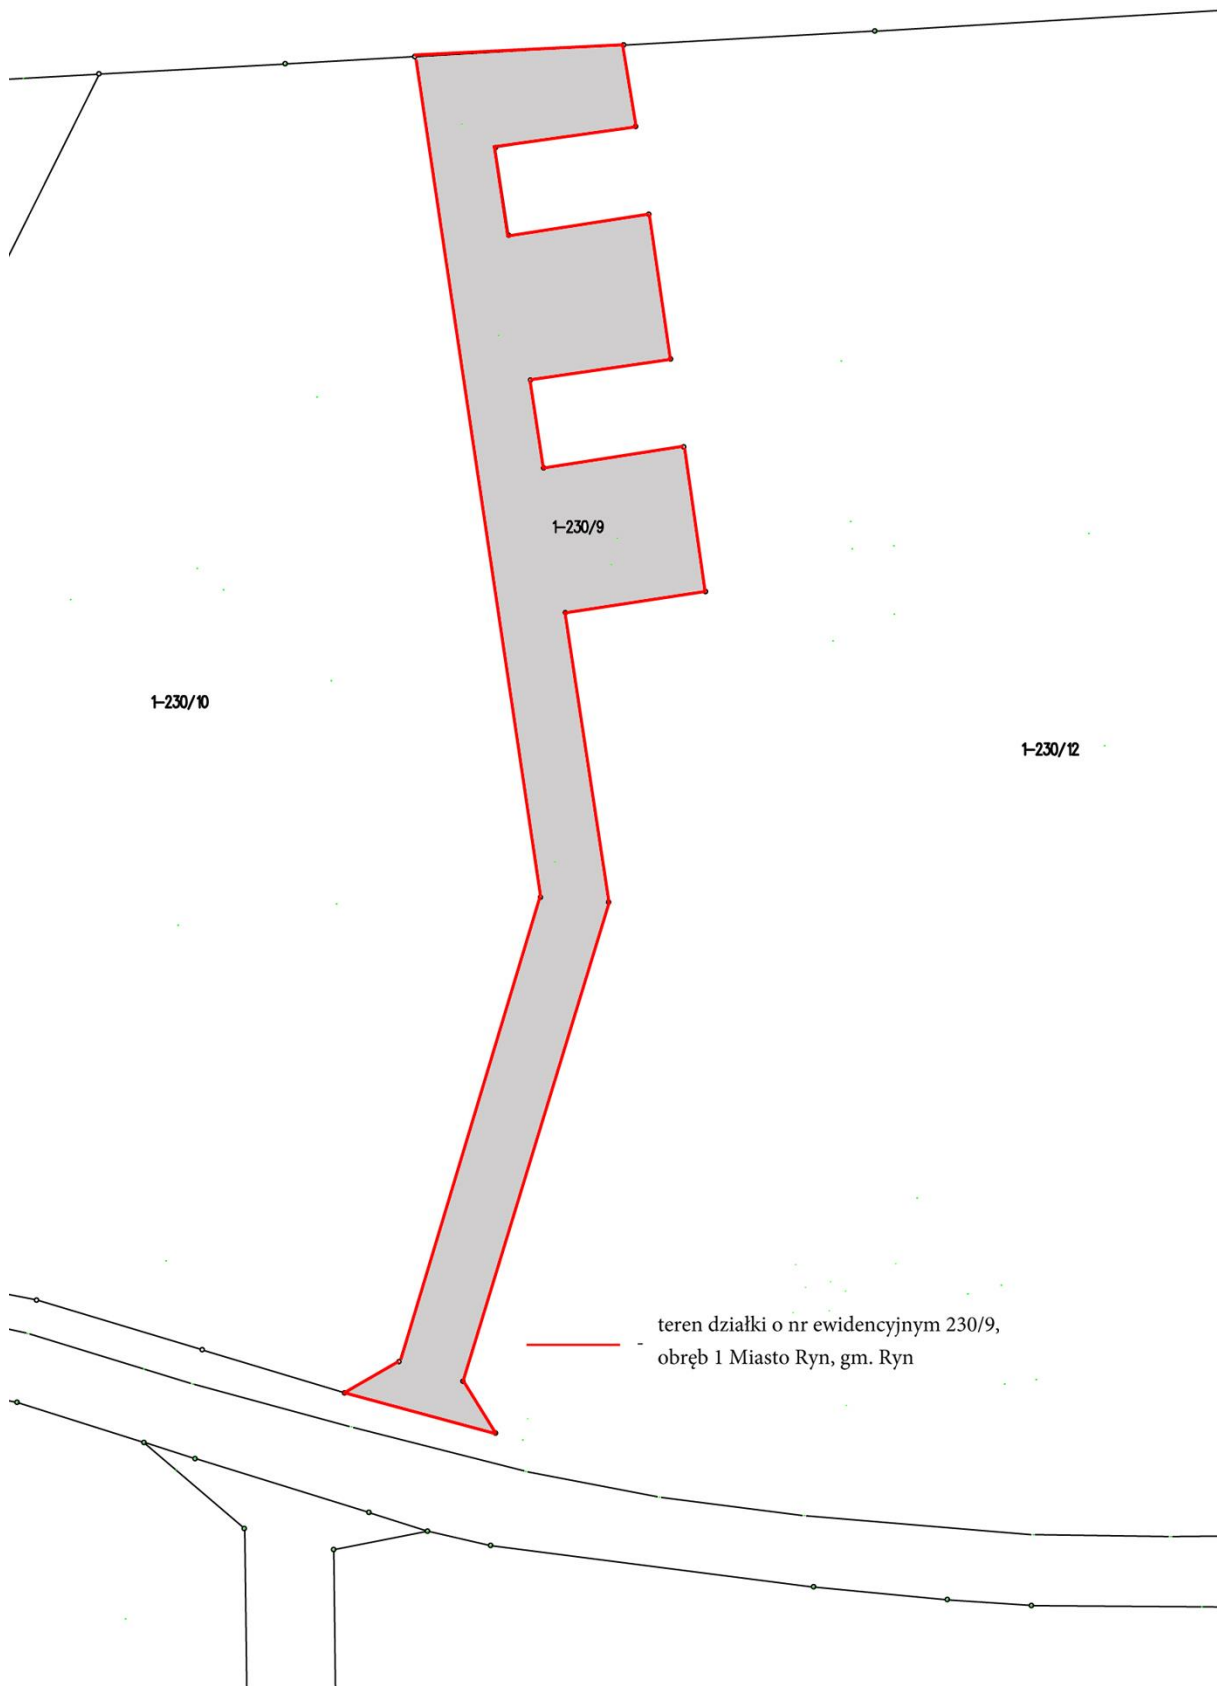 1-230/9
1-230/10
1-230/12
- teren działki o nr ewidencyjnym 230/9,
obręb 1 Miasto Ryn, gm. Ryn